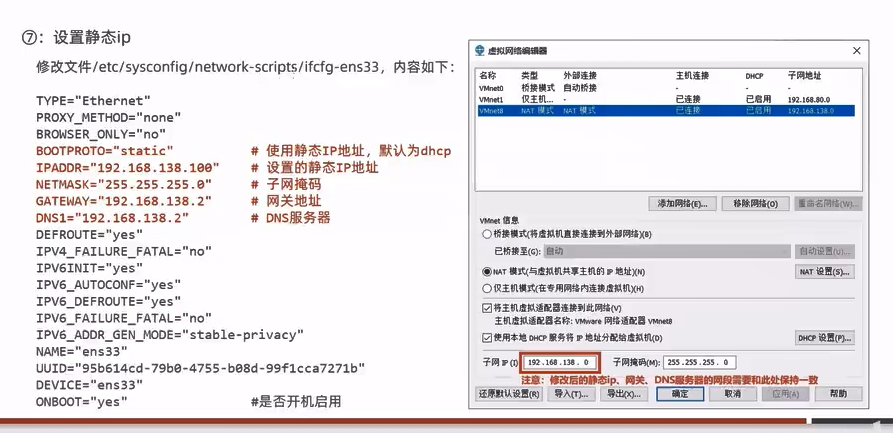 ⑦：设置静态ip
修改文件/etc/sysconfig/network-scripts/ifcfg-ens33，内容如下：
TYPE="Ethernet"
PROXY_METHOD="none"
BROWSER_ONLY="no"
BOOTPROTO="static" # 使用静态IP地址，默认为dhcp
IPADDR="192.168.138.100" # 设置的静态IP地址
NETMASK="255.255.255.0" # 子网掩码
GATEWAY="192.168.138.2" # 网关地址
DNS1="192.168.138.2" # DNS服务器
DEFROUTE="yes"
IPV4_FAILURE_FATAL="no"
IPV6INIT="yes"
IPV6_AUTOCONF="yes"
IPV6_DEFROUTE="yes"
IPV6_FAILURE_FATAL="no"
IPV6_ADDR_GEN_MODE="stable-privacy"
NAME="ens33"
UUID="95b614cd-79b0-4755-b08d-99f1cca7271b"
DEVICE="ens33"
ONBOOT="yes" #是否开机启用
虚拟网络编辑器
名称 类型 外部连接 主机连接 DHCP 子网地址
VMnet0 桥接模式 自动桥接 - - -
VMnet1 仅主机... - 已连接 已启用 192.168.80.0
VMnet8 NAT 模式 NAT 模式 已连接 已启用 192.168.138.0
添加网络(E)... 移除网络(O) 重命名网络(W)...
VMnet 信息
桥接模式(将虚拟机直接连接到外部网络)(B)
已桥接至(G): 自动 自动设置(U)...
NAT 模式(与虚拟机共享主机的 IP 地址)(N) NAT 设置(S)...
仅主机模式(在专用网络内连接虚拟机)(H)
将主机虚拟适配器连接到此网络(V)
主机虚拟适配器名称: VMware 网络适配器 VMnet8
使用本地 DHCP 服务将 IP 地址分配给虚拟机(D) DHCP 设置(P)...
子网 IP (I): 192.168.138. 0 子网掩码(M): 255.255.255. 0
注意：修改后的静态ip、网关、DNS服务器的网段需要和此处保持一致
还原默认设置(R) 导入(T)... 导出(X)... 确定 取消 应用(A) 帮助